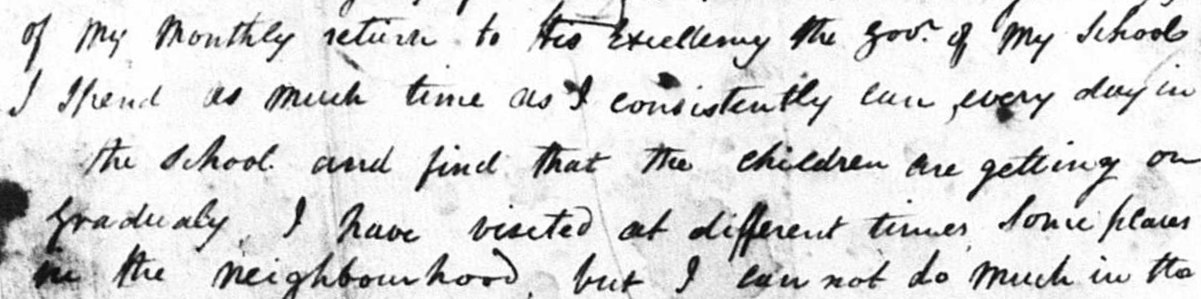 of my Monthly return to His Excellency the Govr. of my School
I Spend as much time as I consistently can every day in
the School and find that the children are getting on
gradualy, I have visited at different times some places
in the neighbourhood, but I can not do much in the